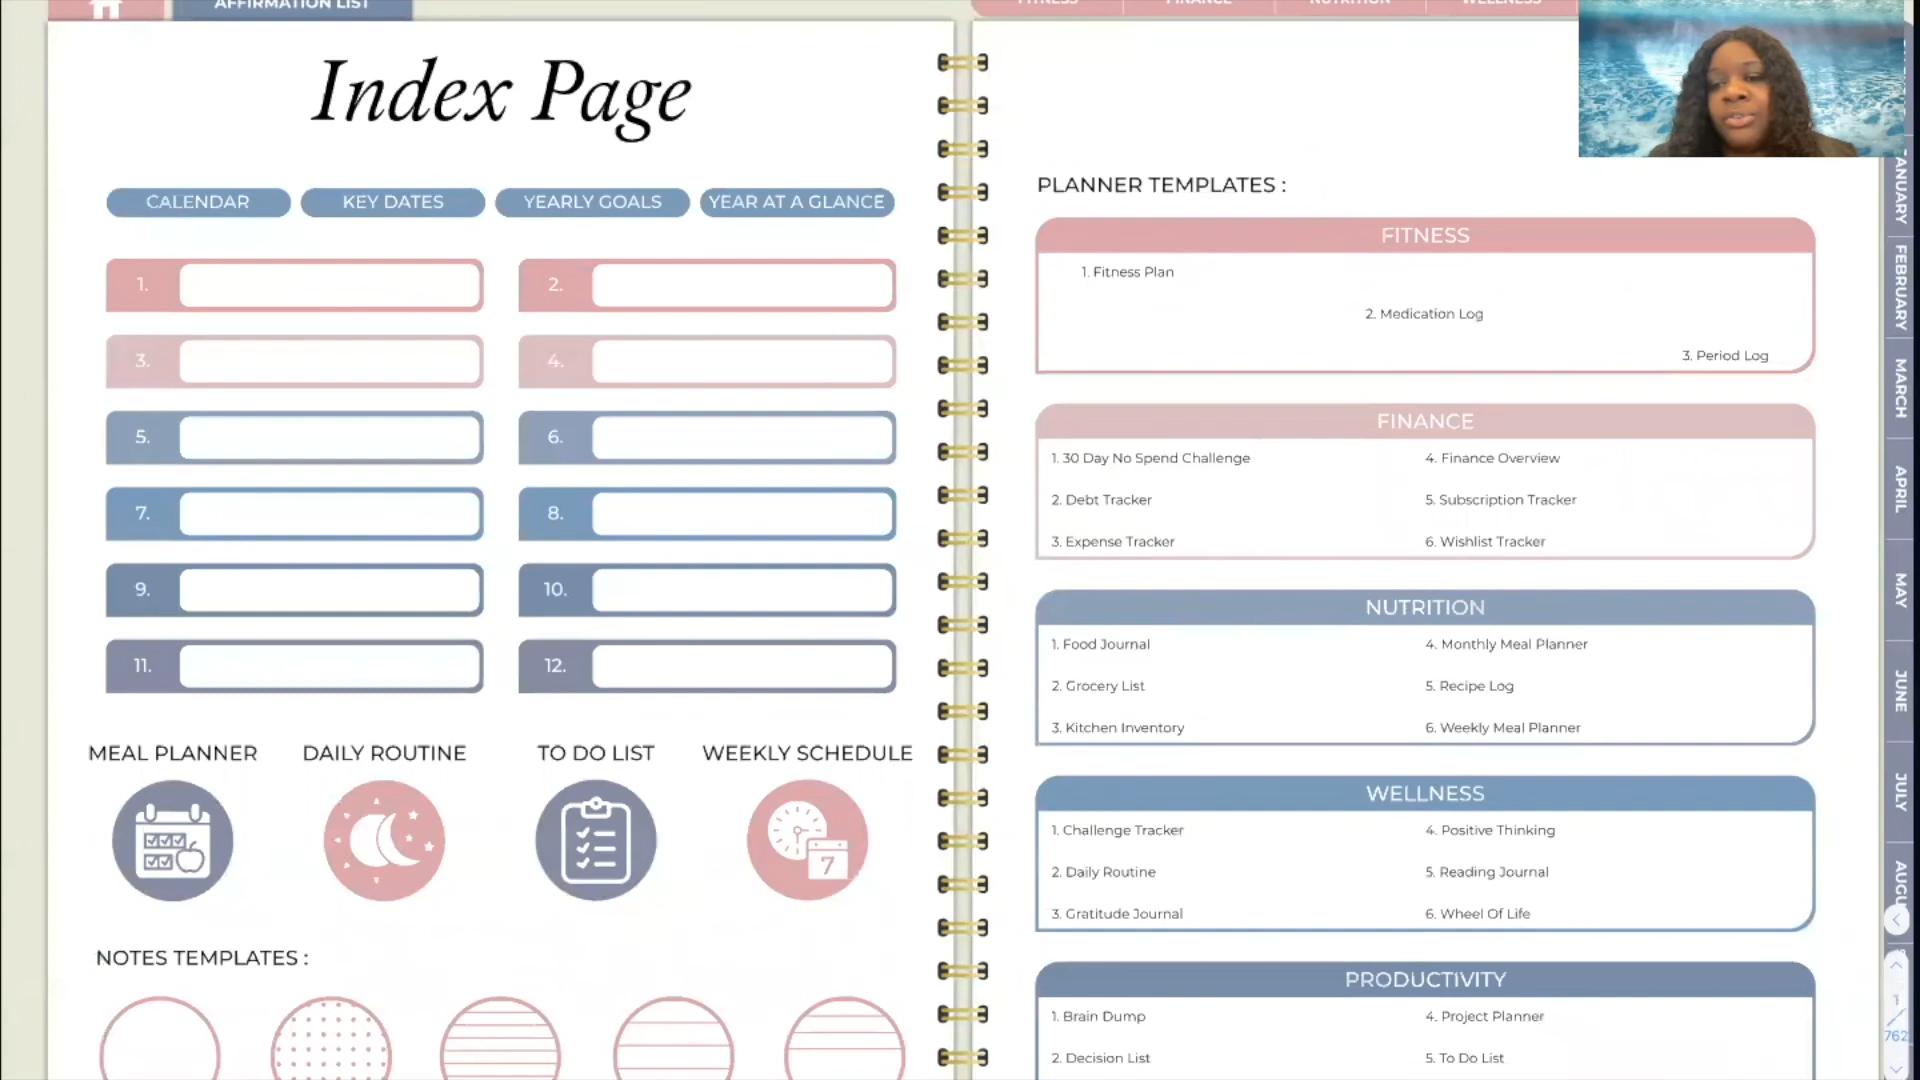 AFFIRMATION LIST
FITNESS
FINANCE
NUTRITION
WELLNESS
Index Page
CALENDAR
KEY DATES
YEARLY GOALS
YEAR AT A GLANCE
1.
2.
3.
4.
5.
6.
7.
8.
9.
10.
11.
12.
MEAL PLANNER
DAILY ROUTINE
TO DO LIST
WEEKLY SCHEDULE
7
NOTES TEMPLATES :
PLANNER TEMPLATES :
FITNESS
1. Fitness Plan
2. Medication Log
3. Period Log
FINANCE
1. 30 Day No Spend Challenge
4. Finance Overview
2. Debt Tracker
5. Subscription Tracker
3. Expense Tracker
6. Wishlist Tracker
NUTRITION
1. Food Journal
4. Monthly Meal Planner
2. Grocery List
5. Recipe Log
3. Kitchen Inventory
6. Weekly Meal Planner
WELLNESS
1. Challenge Tracker
4. Positive Thinking
2. Daily Routine
5. Reading Journal
3. Gratitude Journal
6. Wheel Of Life
PRODUCTIVITY
1. Brain Dump
4. Project Planner
2. Decision List
5. To Do List
FEBRUARY
MARCH
APRIL
MAY
JUNE
JULY
1
762